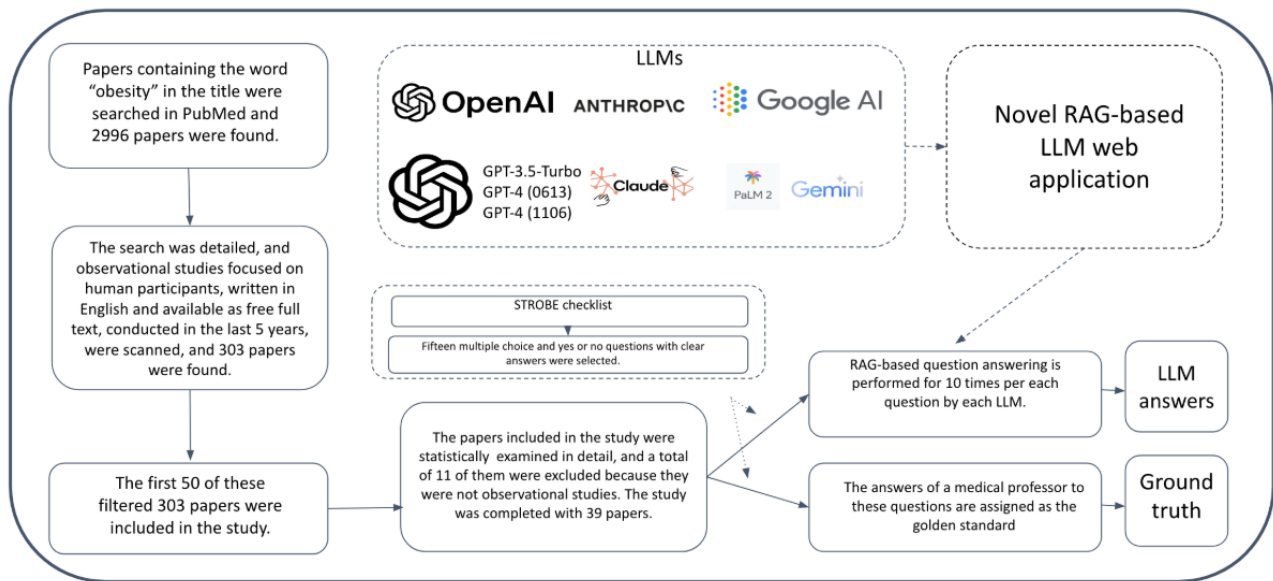 Papers containing the word
“obesity” in the title were
searched in PubMed and
2996 papers were found.
The search was detailed, and
observational studies focused on
human participants, written in
English and available as free full
text, conducted in the last 5 years,
were scanned, and 303 papers
were found.
The first 50 of these
filtered 303 papers were
included in the study.
LLMs
OpenAI
ANTHROP\C
Google AI
GPT-3.5-Turbo
GPT-4 (0613)
GPT-4 (1106)
Claude
PaLM 2
Gemini
Novel RAG-based
LLM web
application
STROBE checklist
Fifteen multiple choice and yes or no questions with clear
answers were selected.
The papers included in the study were
statistically examined in detail, and a total
of 11 of them were excluded because they
were not observational studies. The study
was completed with 39 papers.
RAG-based question answering is
performed for 10 times per each
question by each LLM.
LLM
answers
The answers of a medical professor to
these questions are assigned as the
golden standard
Ground
truth